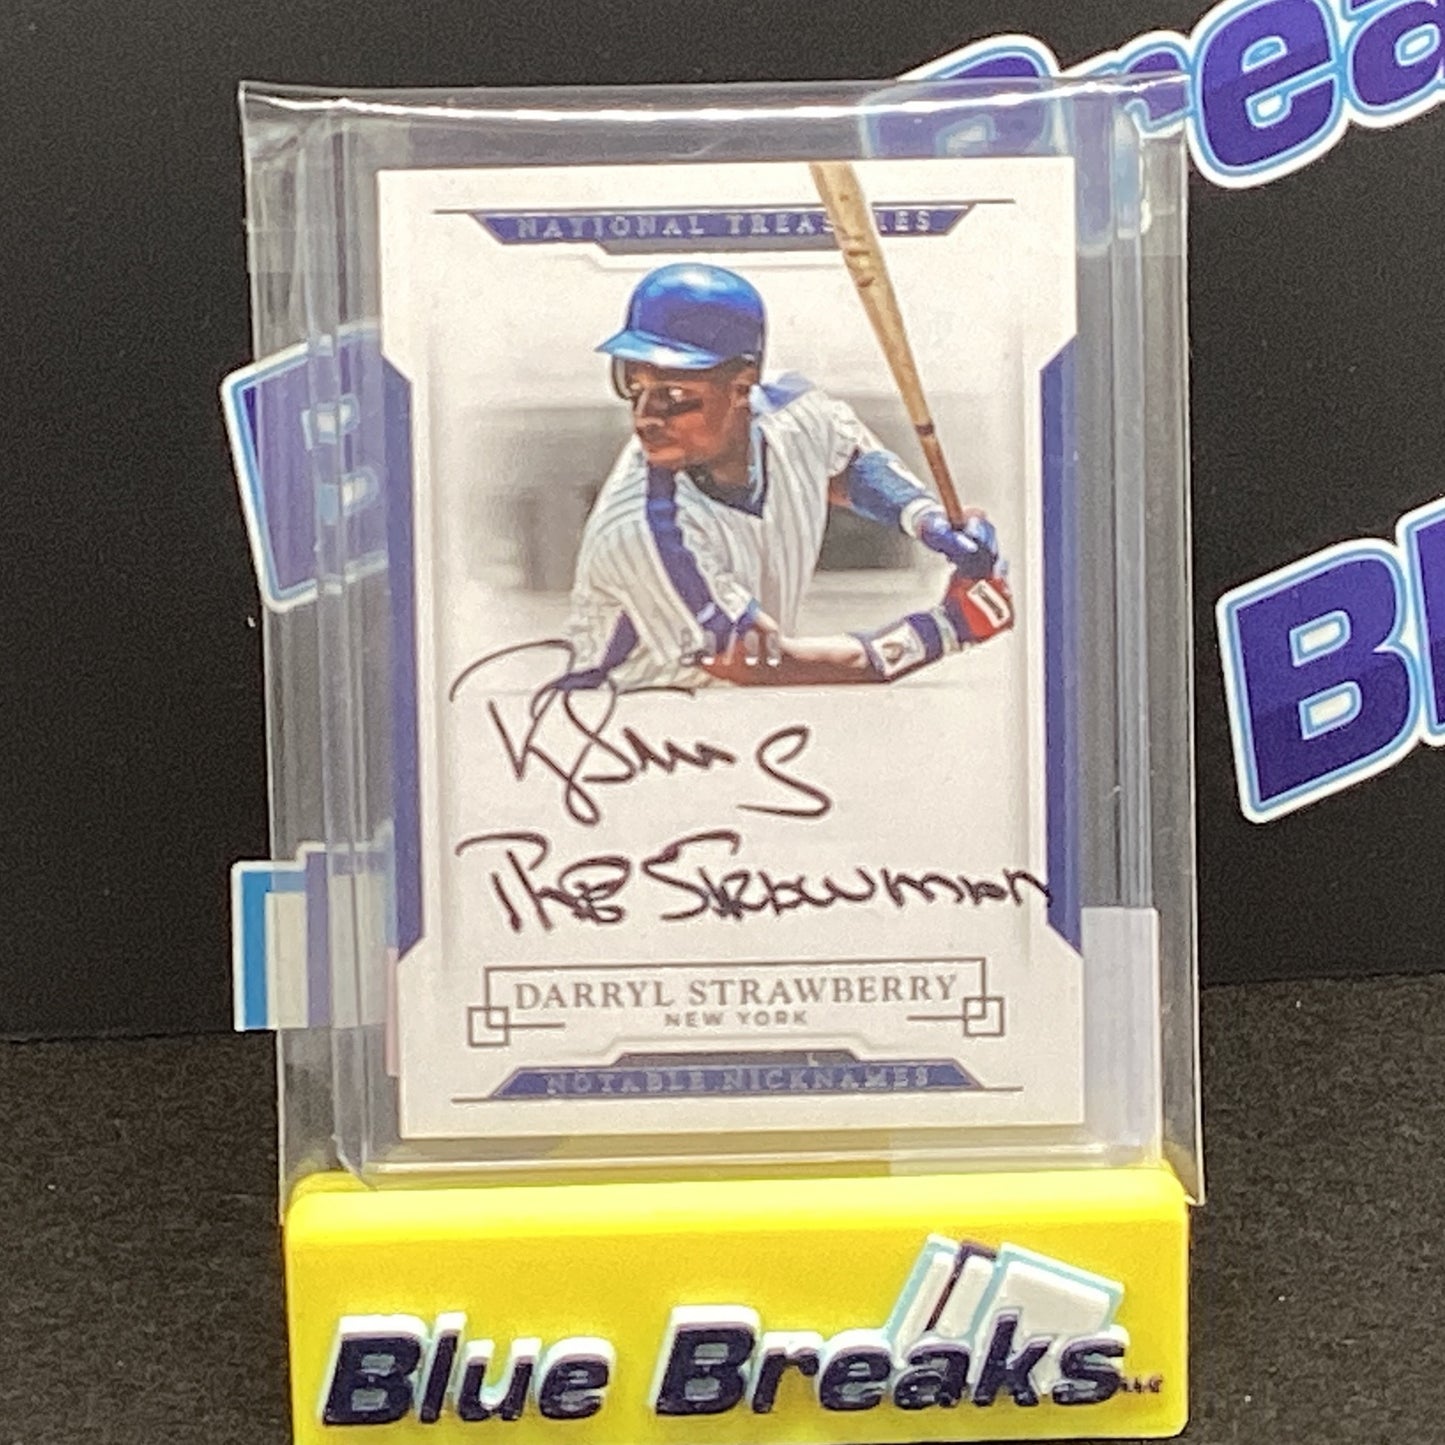 NATIONAL TREASURES
The Strawman
DARRYL STRAWBERRY
NEW YORK
NOTABLE NICKNAMES
Blue Breaks